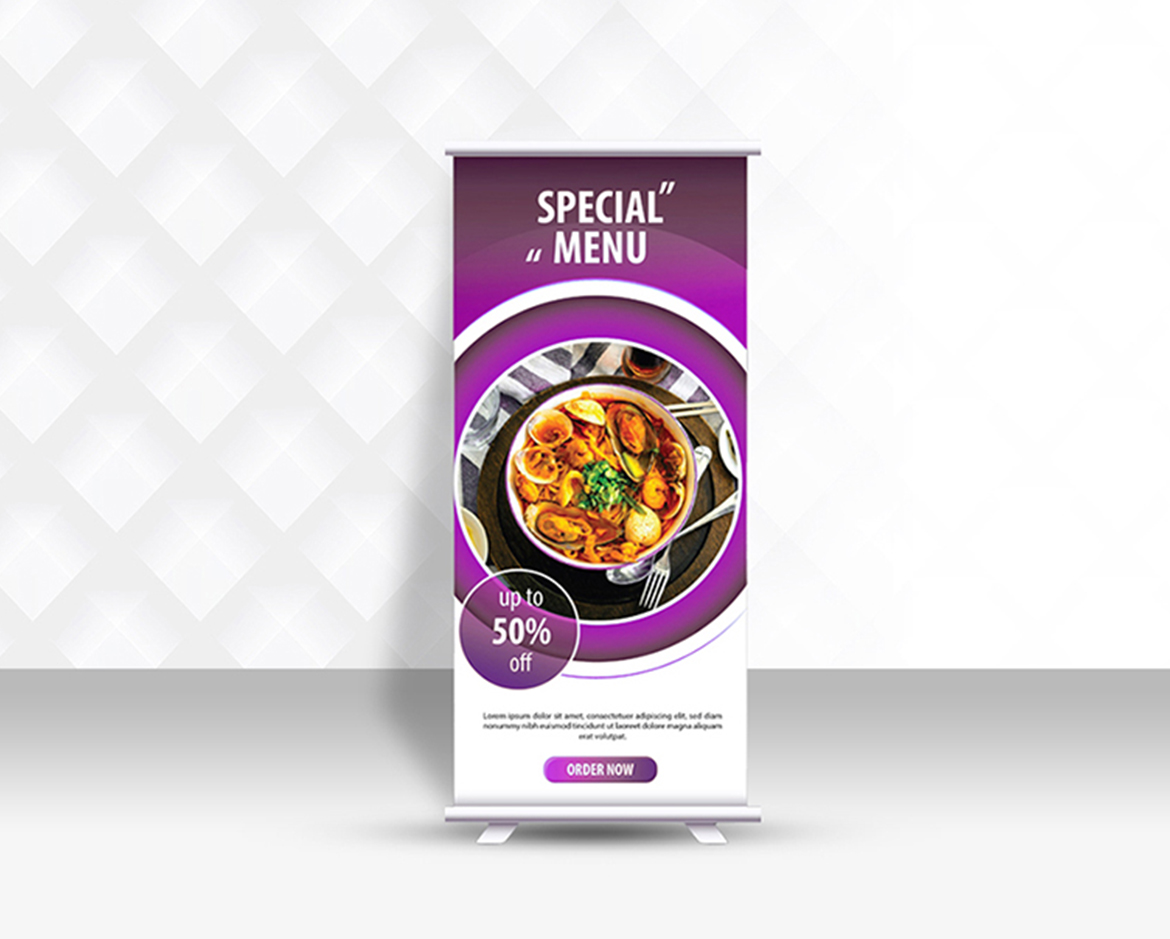 SPECIAL”
“ MENU
up to
50%
off
Lorem ipsum dolor sit amet, consectetuer adipiscing elit, sed diam
nonummy nibh euismod tincidunt ut laoreet dolore magna aliquam
erat volutpat.
ORDER NOW